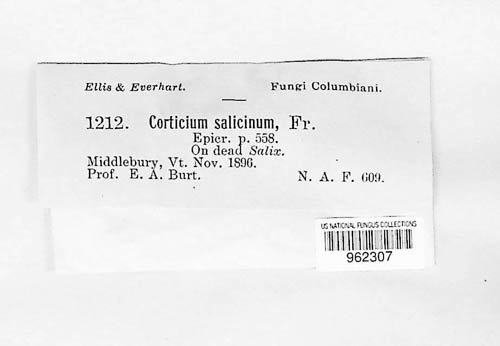 Ellis & Everhart. Fungi Columbiani.
1212. Corticium salicinum, Fr.
Epicr. p. 558.
On dead Salix.
Middlebury, Vt. Nov. 1896.
Prof. E. A. Burt. N. A. F. 609.
US NATIONAL FUNGUS COLLECTIONS
962307